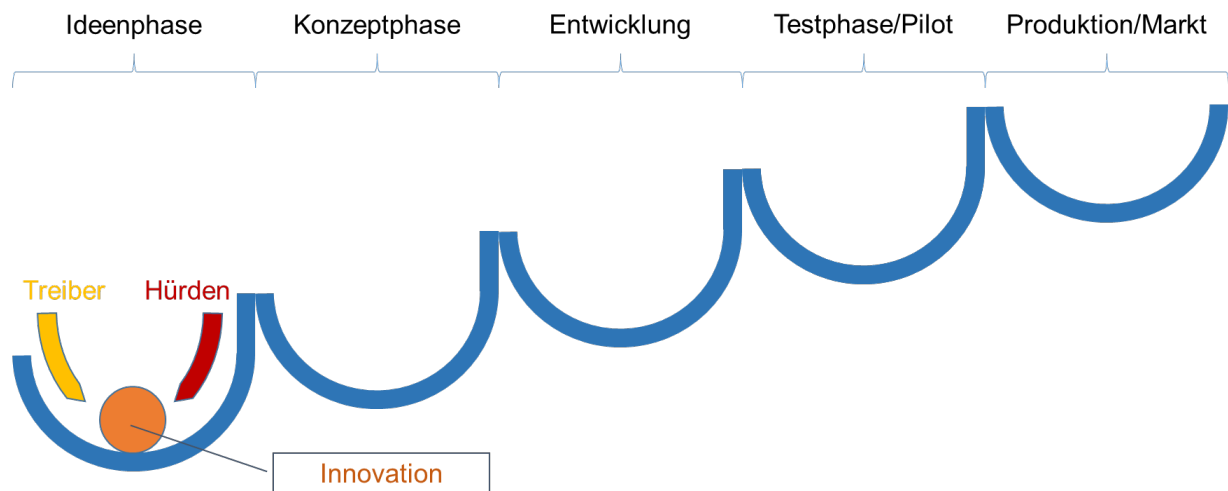 Ideenphase
Konzeptphase
Entwicklung
Testphase/Pilot
Produktion/Markt
Treiber
Hürden
Innovation